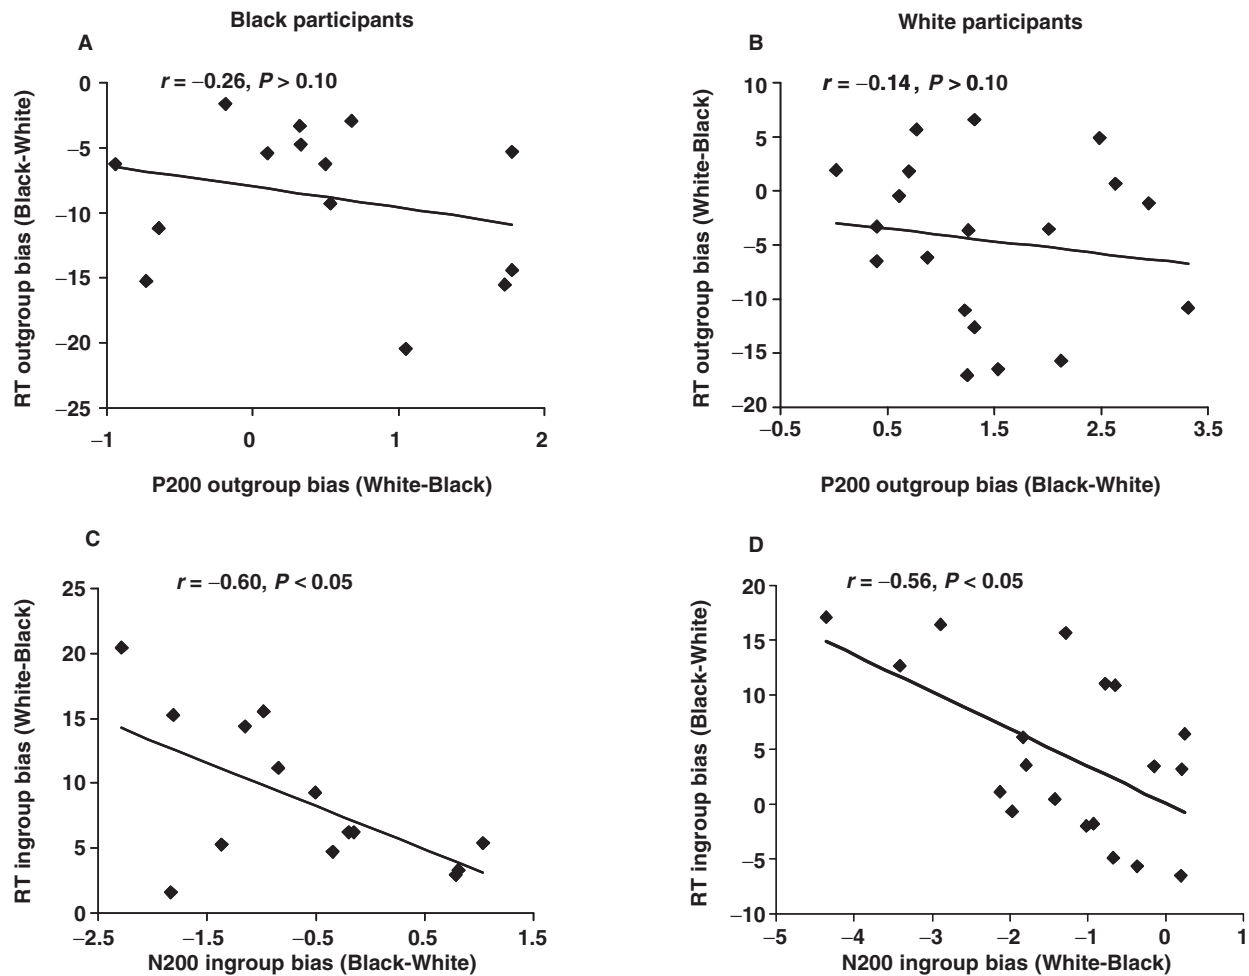 Black participants
White participants
A
r = −0.26, P > 0.10
0
−5
−10
−15
−20
−25
−1
0
1
2
RT outgroup bias (Black-White)
P200 outgroup bias (White-Black)
B
r = −0.14, P > 0.10
10
5
0
−5
−10
−15
−20
−0.5
0.5
1.5
2.5
3.5
RT outgroup bias (White-Black)
P200 outgroup bias (Black-White)
C
r = −0.60, P < 0.05
25
20
15
10
5
0
−2.5
−1.5
−0.5
0.5
1.5
RT ingroup bias (White-Black)
N200 ingroup bias (Black-White)
D
r = −0.56, P < 0.05
20
15
10
5
0
−5
−10
−5
−4
−3
−2
−1
0
1
RT ingroup bias (Black-White)
N200 ingroup bias (White-Black)